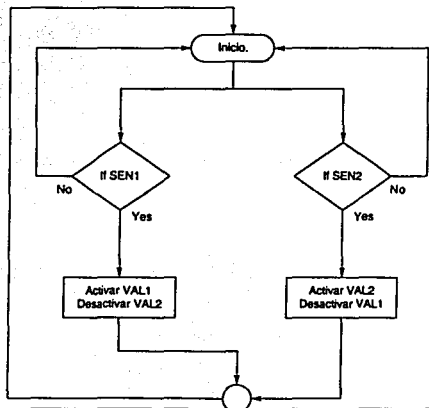 Inicio.
If SEN1
If SEN2
No
Yes
Yes
No
Activar VAL1
Desactivar VAL2
Activar VAL2
Desactivar VAL1